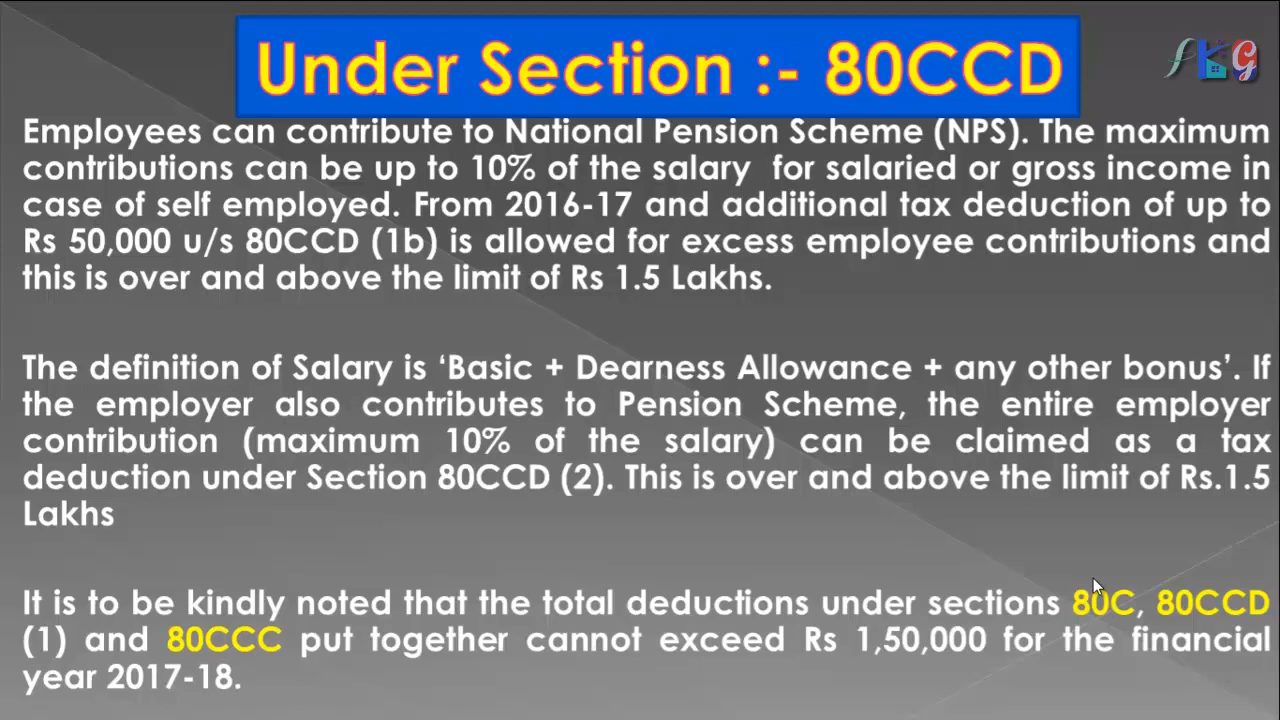 Under Section :- 80CCD
AKG
Employees can contribute to National Pension Scheme (NPS). The maximum
contributions can be up to 10% of the salary for salaried or gross income in
case of self employed. From 2016-17 and additional tax deduction of up to
Rs 50,000 u/s 80CCD (1b) is allowed for excess employee contributions and
this is over and above the limit of Rs 1.5 Lakhs.
The definition of Salary is ‘Basic + Dearness Allowance + any other bonus’. If
the employer also contributes to Pension Scheme, the entire employer
contribution (maximum 10% of the salary) can be claimed as a tax
deduction under Section 80CCD (2). This is over and above the limit of Rs.1.5
Lakhs
It is to be kindly noted that the total deductions under sections 80C, 80CCD
(1) and 80CCC put together cannot exceed Rs 1,50,000 for the financial
year 2017-18.